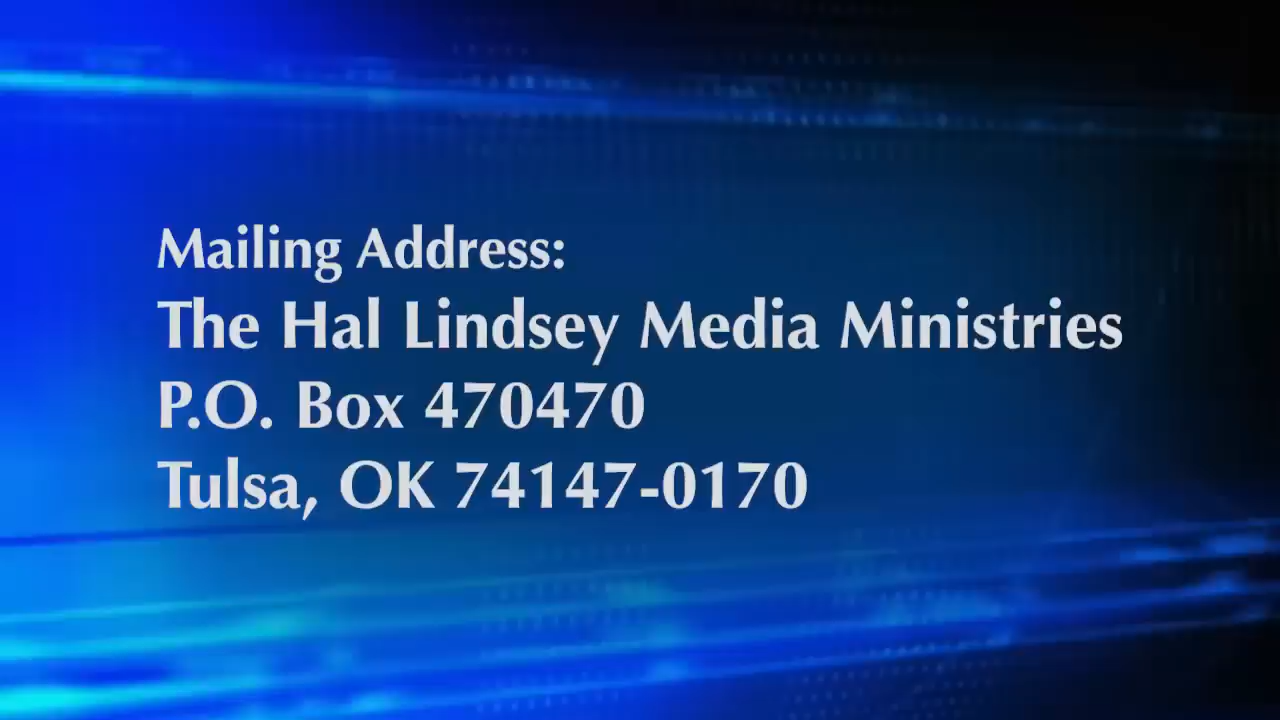 Mailing Address:
The Hal Lindsey Media Ministries
P.O. Box 470470
Tulsa, OK 74147-0170